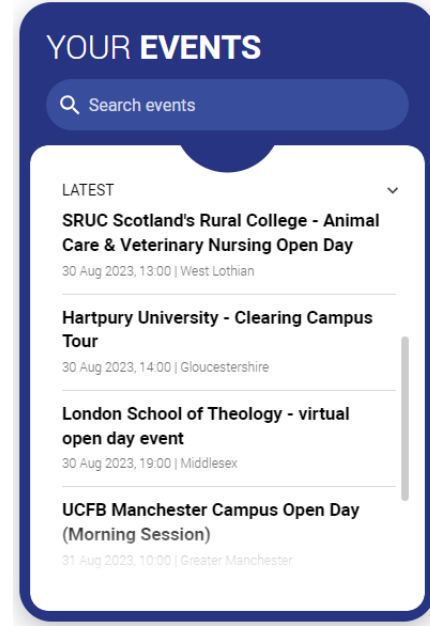 YOUR EVENTS
Search events
LATEST
SRUC Scotland's Rural College - Animal
Care & Veterinary Nursing Open Day
30 Aug 2023, 13:00 | West Lothian
Hartpury University - Clearing Campus
Tour
30 Aug 2023, 14:00 | Gloucestershire
London School of Theology - virtual
open day event
30 Aug 2023, 19:00 | Middlesex
UCFB Manchester Campus Open Day
(Morning Session)
31 Aug 2023, 10:00 | Greater Manchester